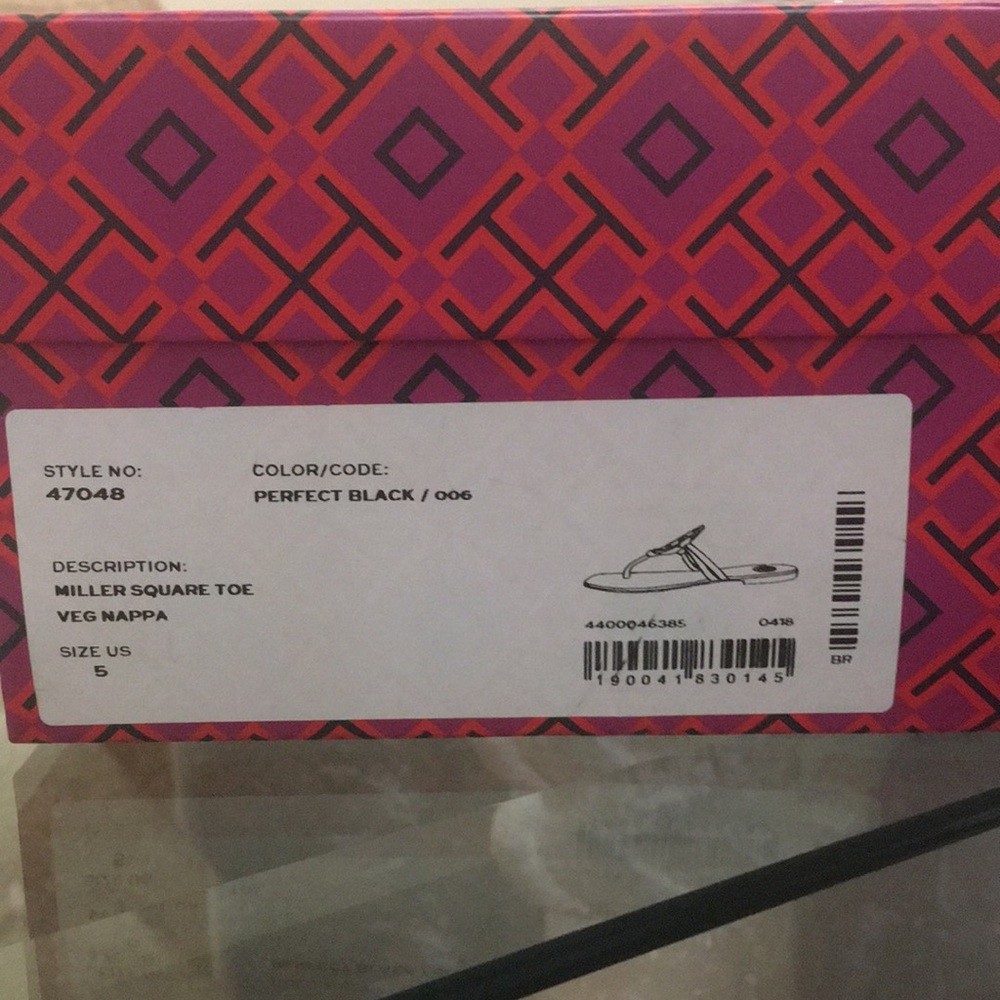 STYLE NO:
47048
COLOR/CODE:
PERFECT BLACK / 006
DESCRIPTION:
MILLER SQUARE TOE
VEG NAPPA
SIZE US
5
4400046385 0418
190041830145
BR